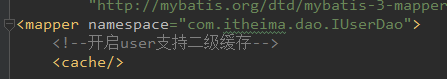 "http://mybatis.org/dtd/mybatis-3-mapper
<mapper namespace="com.itheima.dao.IUserDao">
<!--开启user支持二级缓存-->
<cache/>